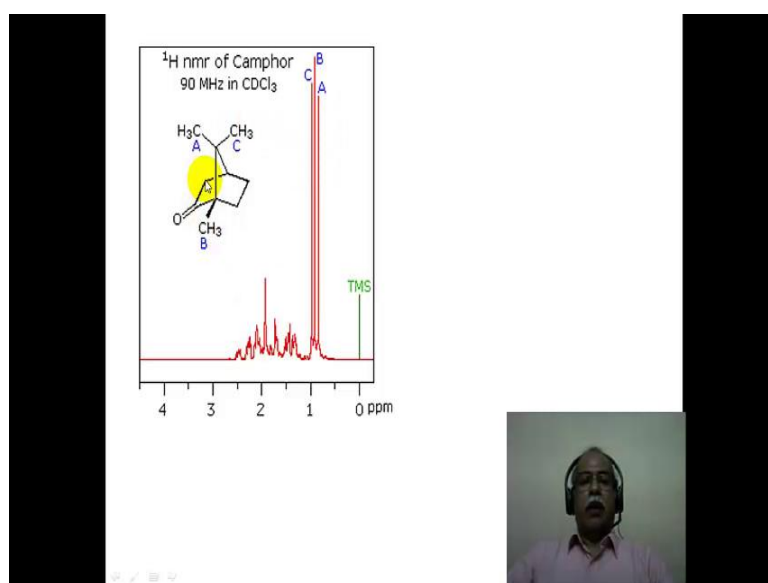 ¹H nmr of Camphor
90 MHz in CDCl₃
B
C
A
H₃C
CH₃
A
C
O
CH₃
B
TMS
4
3
2
1
0 ppm